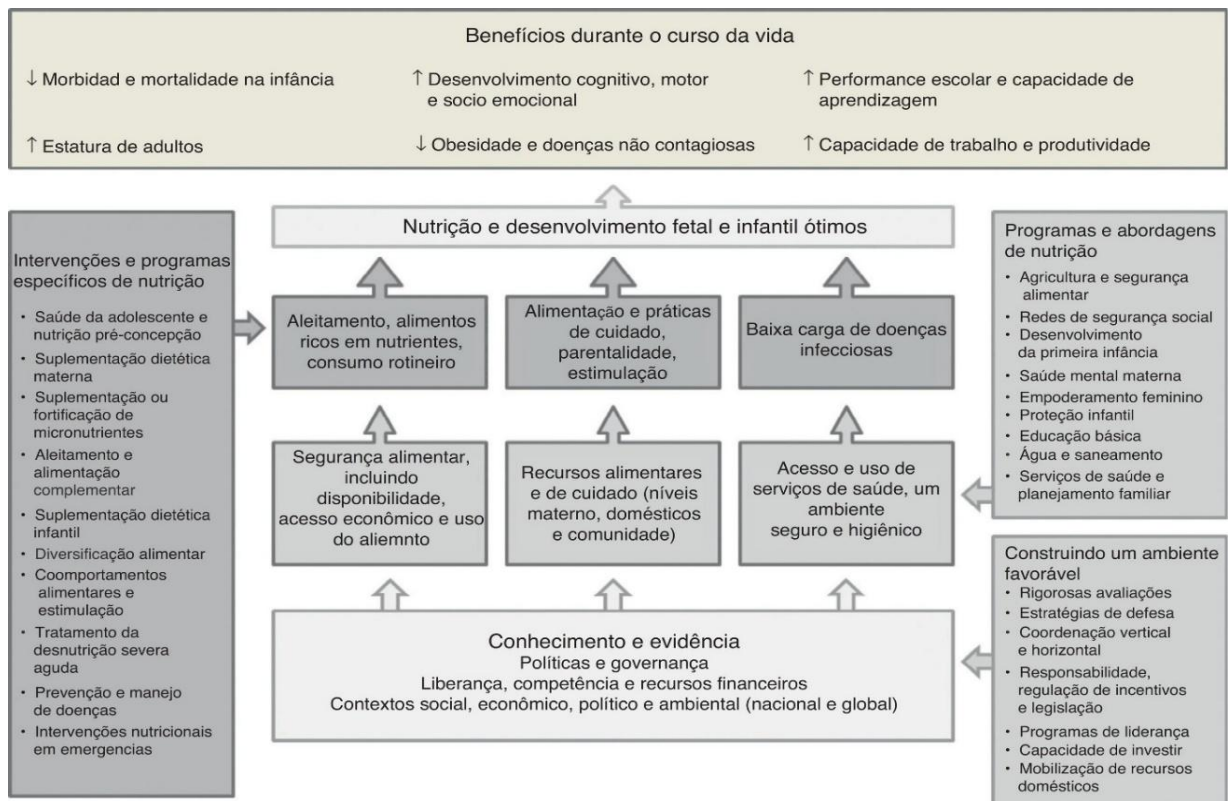 Benefícios durante o curso da vida
↓ Morbidad e mortalidade na infância
↑ Desenvolvimento cognitivo, motor
e socio emocional
↑ Performance escolar e capacidade de
aprendizagem
↑ Estatura de adultos
↓ Obesidade e doenças não contagiosas
↑ Capacidade de trabalho e produtividade
Nutrição e desenvolvimento fetal e infantil ótimos
Intervenções e programas
específicos de nutrição
• Saúde da adolescente e
nutrição pré-concepção
• Suplementação dietética
materna
• Suplementação ou
fortificação de
micronutrientes
• Aleitamento e
alimentação
complementar
• Suplementação dietética
infantil
• Diversificação alimentar
• Coomportamentos
alimentares e
estimulação
• Tratamento da
desnutrição severa
aguda
• Prevenção e manejo
de doenças
• Intervenções nutricionais
em emergencias
Aleitamento, alimentos
ricos em nutrientes,
consumo rotineiro
Alimentação e práticas
de cuidado,
parentalidade,
estimulação
Baixa carga de doenças
infecciosas
Segurança alimentar,
incluindo
disponibilidade,
acesso econômico e uso
do aliemnto
Recursos alimentares
e de cuidado (níveis
materno, domésticos
e comunidade)
Acesso e uso de
serviços de saúde, um
ambiente
seguro e higiênico
Conhecimento e evidência
Políticas e governança
Liberança, competência e recursos financeiros
Contextos social, econômico, político e ambiental (nacional e global)
Programas e abordagens
de nutrição
• Agricultura e segurança
alimentar
• Redes de segurança social
• Desenvolvimento
da primeira infância
• Saúde mental materna
• Empoderamento feminino
• Proteção infantil
• Educação básica
• Água e saneamento
• Serviços de saúde e
planejamento familiar
Construindo um ambiente
favorável
• Rigorosas avaliações
• Estratégias de defesa
• Coordenação vertical
e horizontal
• Responsabilidade,
regulação de incentivos
e legislação
• Programas de liderança
• Capacidade de investir
• Mobilização de recursos
domésticos